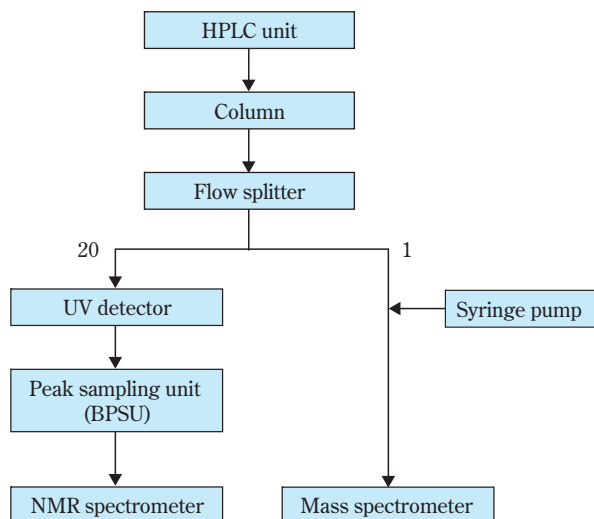 HPLC unit
Column
Flow splitter
20
1
UV detector
Syringe pump
Peak sampling unit
(BPSU)
NMR spectrometer
Mass spectrometer